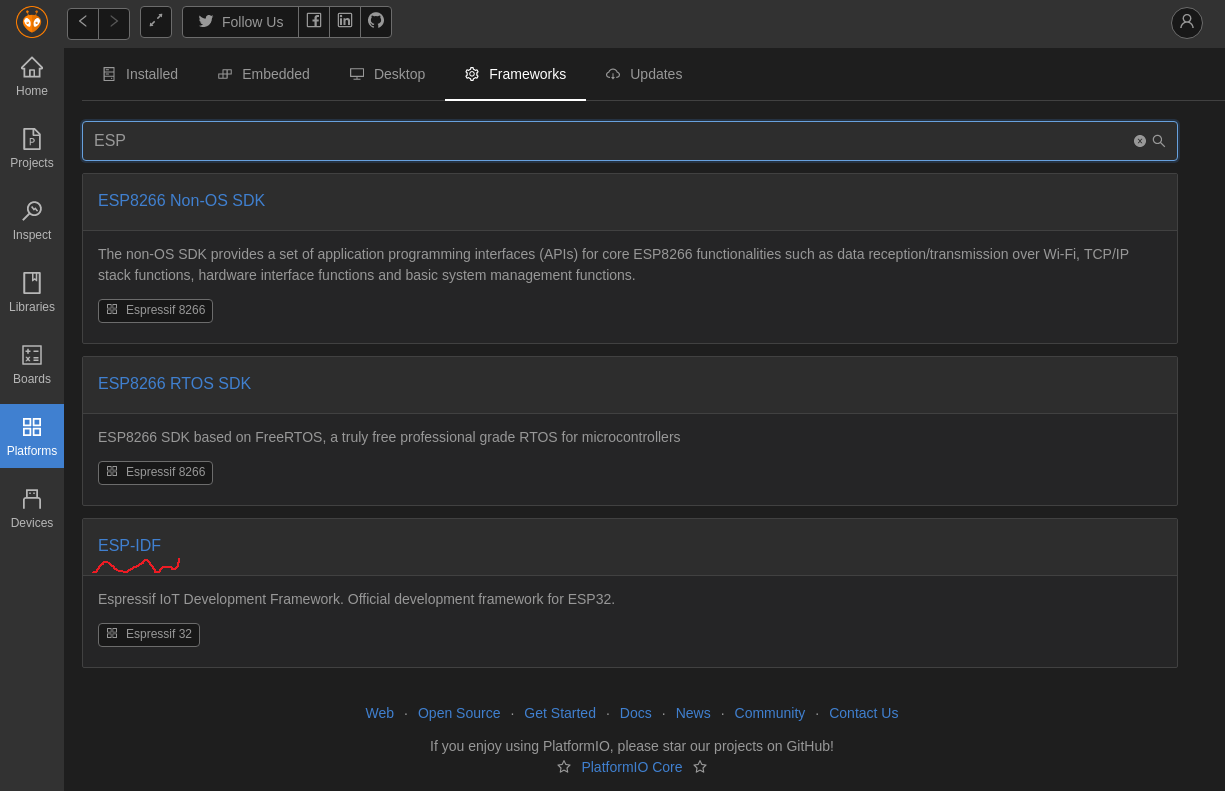 Follow Us
Home
Projects
Inspect
Libraries
Boards
Platforms
Devices
Installed Embedded Desktop Frameworks Updates
ESP
ESP8266 Non-OS SDK
The non-OS SDK provides a set of application programming interfaces (APIs) for core ESP8266 functionalities such as data reception/transmission over Wi-Fi, TCP/IP
stack functions, hardware interface functions and basic system management functions.
Espressif 8266
ESP8266 RTOS SDK
ESP8266 SDK based on FreeRTOS, a truly free professional grade RTOS for microcontrollers
Espressif 8266
ESP-IDF
Espressif IoT Development Framework. Official development framework for ESP32.
Espressif 32
Web · Open Source · Get Started · Docs · News · Community · Contact Us
If you enjoy using PlatformIO, please star our projects on GitHub!
PlatformIO Core